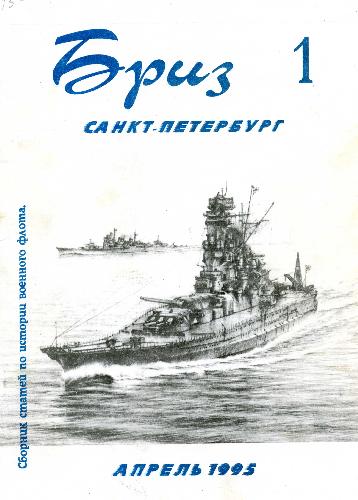 Бриз 1
САНКТ-ПЕТЕРБУРГ
Сборник статей по истории военного флота.
АПРЕЛЬ 1995